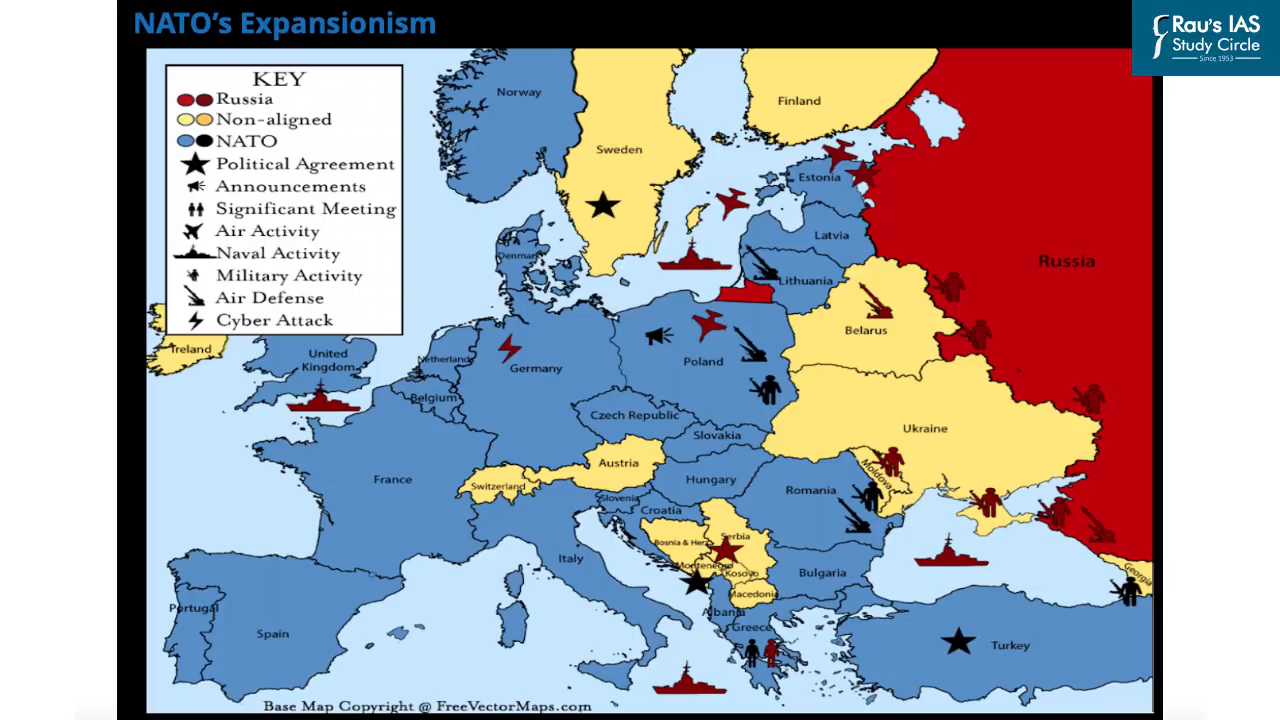 NATO's Expansionism
Rau's IAS
Study Circle
Since 1953
KEY
Russia
Non-aligned
NATO
Political Agreement
Announcements
Significant Meeting
Air Activity
Naval Activity
Military Activity
Air Defense
Cyber Attack
Norway
Finland
Sweden
Estonia
Latvia
Denmar
Lithuania
Russia
Belarus
Ireland
United
Kingdom
Netherland
Germany
Poland
Belgium
Czech Republic
Ukraine
Slovakia
Austria
Moldova
France
Switzerland
Hungary
Romania
Slovenia
Croatia
Serbia
Bosnia & Herz
Italy
Montenegro
Kosovo
Bulgaria
Georgia
Macedonia
Portugal
Albania
Spain
Greece
Turkey
Base Map Copyright @ FreeVectorMaps.com